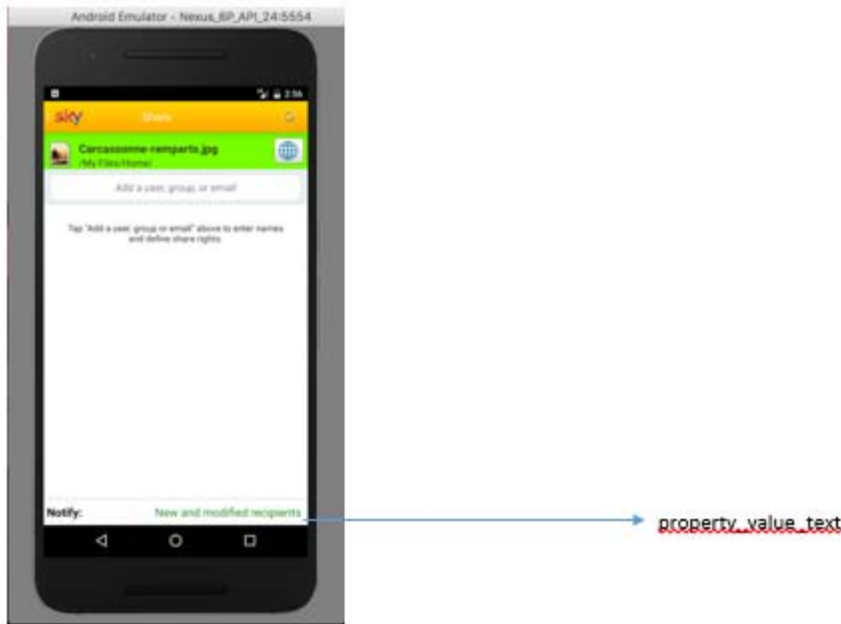 Android Emulator - Nexus_6P_API_24:5554
2:56
sky
Share
Carcassonne-remparts.jpg
/My Files/Home/
Add a user, group, or email
Tap "Add a user, group or email" above to enter names
and define share rights.
Notify:
New and modified recipients
property_value_text